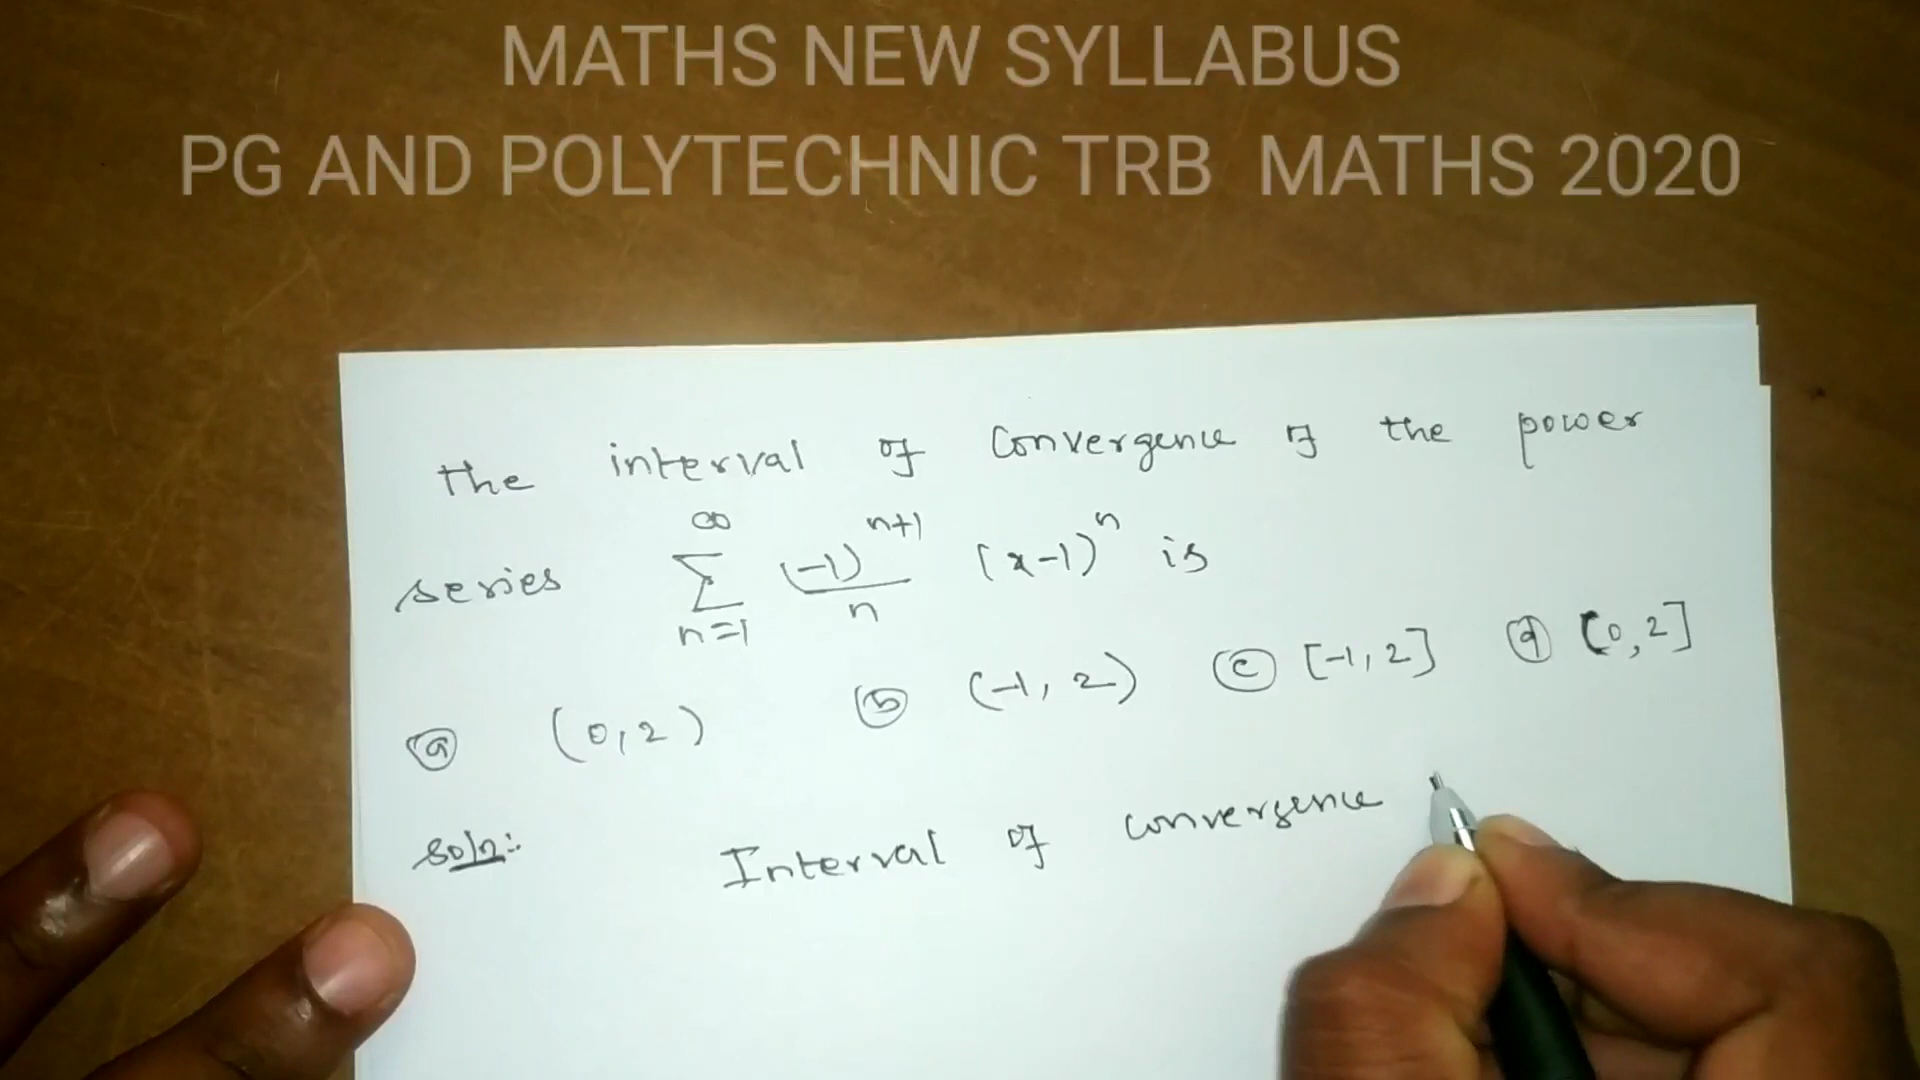 MATHS NEW SYLLABUS
PG AND POLYTECHNIC TRB MATHS 2020
The interval of Convergence of the power
series ∑_{n=1}^{∞} \frac{(-1)^{n+1}}{n} (x-1)^n is
ⓐ (0,2) ⓑ (-1, 2) ⓒ [-1, 2] ⓓ (0, 2]
Soln: Interval of convergence